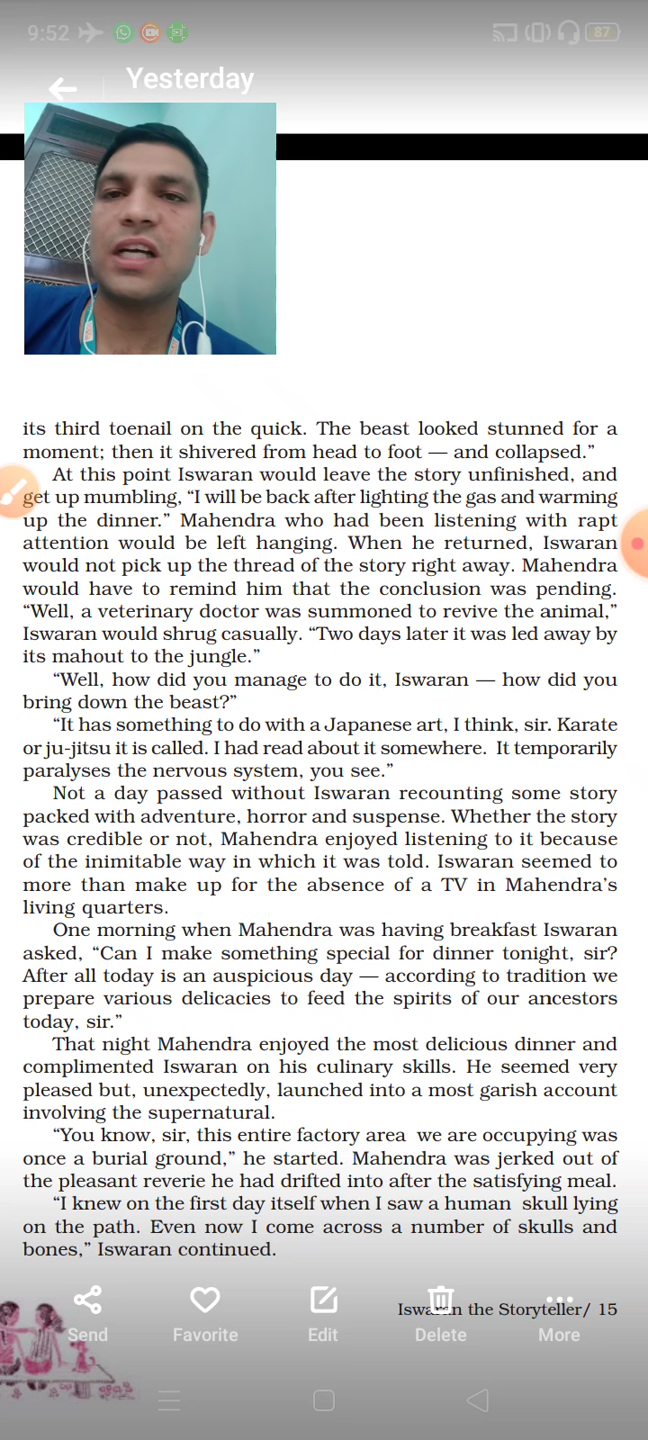 9:52
87
Yesterday
its third toenail on the quick. The beast looked stunned for a
moment; then it shivered from head to foot — and collapsed.”
At this point Iswaran would leave the story unfinished, and
get up mumbling, “I will be back after lighting the gas and warming
up the dinner.” Mahendra who had been listening with rapt
attention would be left hanging. When he returned, Iswaran
would not pick up the thread of the story right away. Mahendra
would have to remind him that the conclusion was pending.
“Well, a veterinary doctor was summoned to revive the animal,”
Iswaran would shrug casually. “Two days later it was led away by
its mahout to the jungle.”
“Well, how did you manage to do it, Iswaran — how did you
bring down the beast?”
“It has something to do with a Japanese art, I think, sir. Karate
or ju-jitsu it is called. I had read about it somewhere. It temporarily
paralyses the nervous system, you see.”
Not a day passed without Iswaran recounting some story
packed with adventure, horror and suspense. Whether the story
was credible or not, Mahendra enjoyed listening to it because
of the inimitable way in which it was told. Iswaran seemed to
more than make up for the absence of a TV in Mahendra’s
living quarters.
One morning when Mahendra was having breakfast Iswaran
asked, “Can I make something special for dinner tonight, sir?
After all today is an auspicious day — according to tradition we
prepare various delicacies to feed the spirits of our ancestors
today, sir.”
That night Mahendra enjoyed the most delicious dinner and
complimented Iswaran on his culinary skills. He seemed very
pleased but, unexpectedly, launched into a most garish account
involving the supernatural.
“You know, sir, this entire factory area we are occupying was
once a burial ground,” he started. Mahendra was jerked out of
the pleasant reverie he had drifted into after the satisfying meal.
“I knew on the first day itself when I saw a human skull lying
on the path. Even now I come across a number of skulls and
bones,” Iswaran continued.
Iswaran the Storyteller/ 15
Send Favorite Edit Delete More